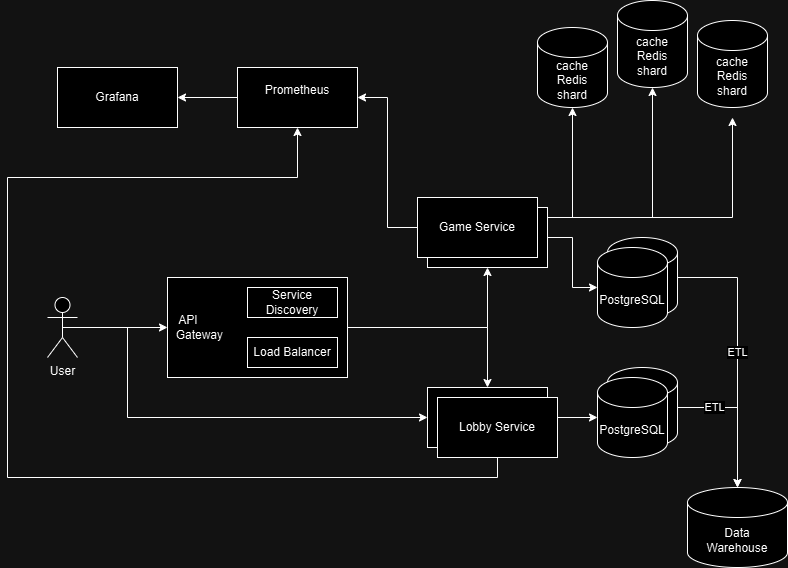 cache
Redis
shard
cache
Redis
shard
cache
Redis
shard
Grafana
Prometheus
Game Service
PostgreSQL
Service
Discovery
API
Gateway
Load Balancer
User
ETL
ETL
Lobby Service
PostgreSQL
Data
Warehouse